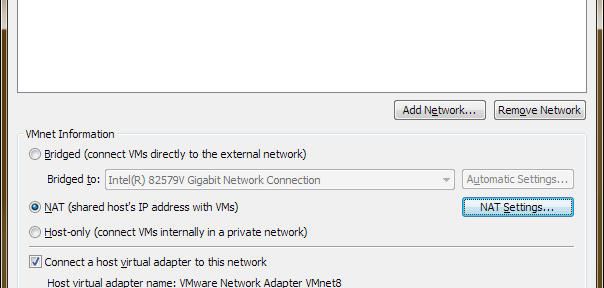 Add Network... Remove Network
VMnet Information
Bridged (connect VMs directly to the external network)
Bridged to: Intel(R) 82579V Gigabit Network Connection Automatic Settings...
NAT (shared host's IP address with VMs) NAT Settings...
Host-only (connect VMs internally in a private network)
Connect a host virtual adapter to this network
Host virtual adapter name: VMware Network Adapter VMnet8